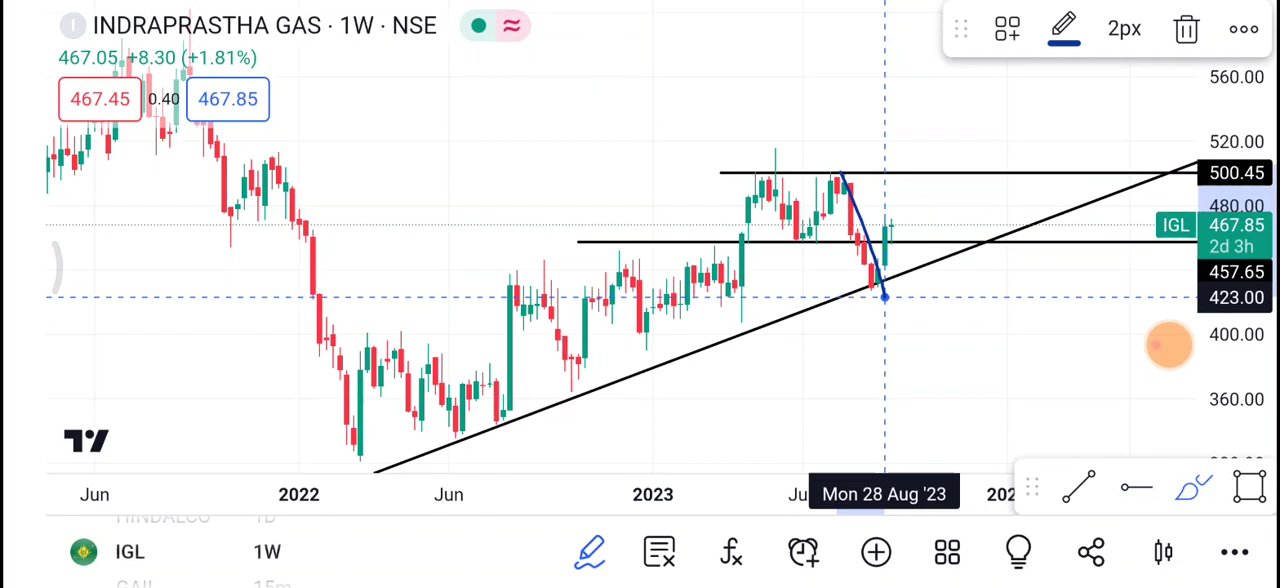 INDRAPRASTHA GAS · 1W · NSE
467.05 +8.30 (+1.81%)
467.45 0.40 467.85
2px
560.00
520.00
500.45
480.00
IGL 467.85
2d 3h
457.65
423.00
400.00
360.00
Jun 2022 Jun 2023 Ju Mon 28 Aug '23 202
HINDALCO 1D
IGL 1W
GAIL 15m